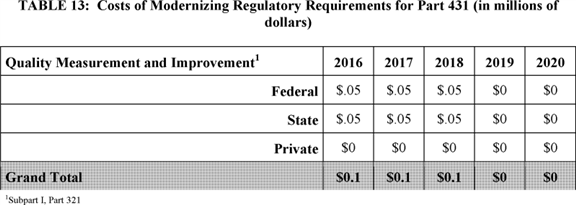 TABLE 13: Costs of Modernizing Regulatory Requirements for Part 431 (in millions of
dollars)
Quality Measurement and Improvement1 2016 2017 2018 2019 2020
Federal $.05 $.05 $.05 $0 $0
State $.05 $.05 $.05 $0 $0
Private $0 $0 $0 $0 $0
Grand Total $0.1 $0.1 $0.1 $0 $0
1Subpart I, Part 321